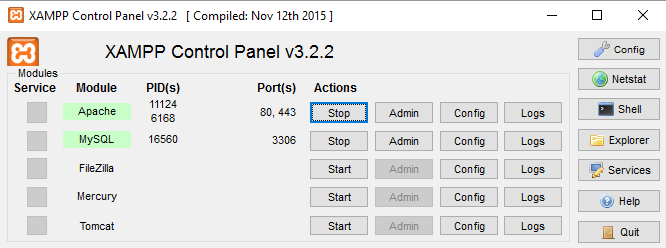 XAMPP Control Panel v3.2.2 [ Compiled: Nov 12th 2015 ]
XAMPP Control Panel v3.2.2
Config
Modules
Service Module PID(s) Port(s) Actions
Netstat
Apache 11124 6168 80, 443 Stop Admin Config Logs
Shell
MySQL 16560 3306 Stop Admin Config Logs
Explorer
FileZilla Start Admin Config Logs
Services
Mercury Start Admin Config Logs
Help
Tomcat Start Admin Config Logs
Quit